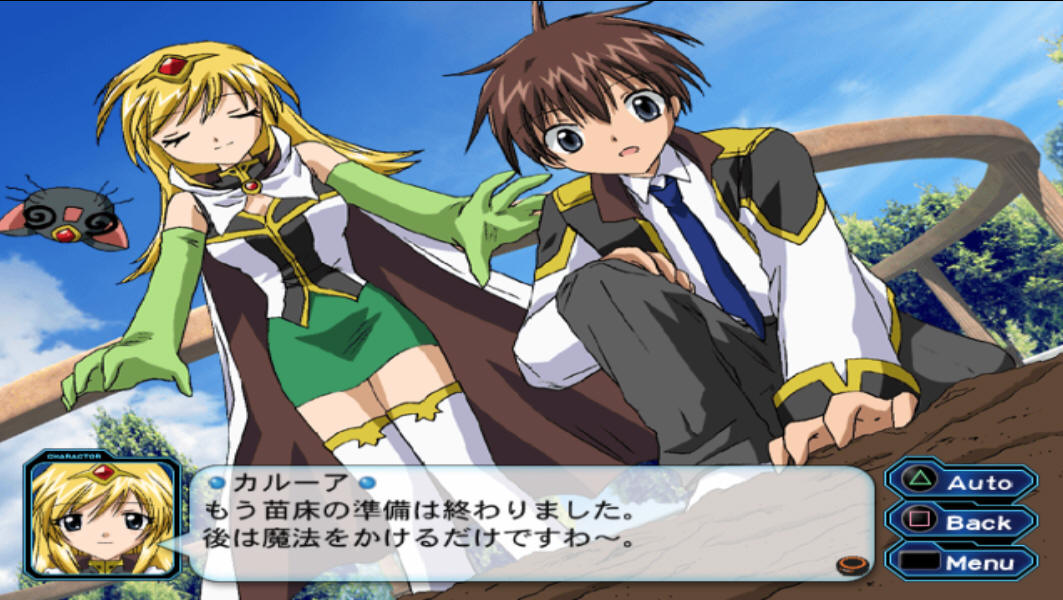 CHARACTOR
カルーア
もう苗床の準備は終わりました。
後は魔法をかけるだけですわ〜。
Auto
Back
Menu